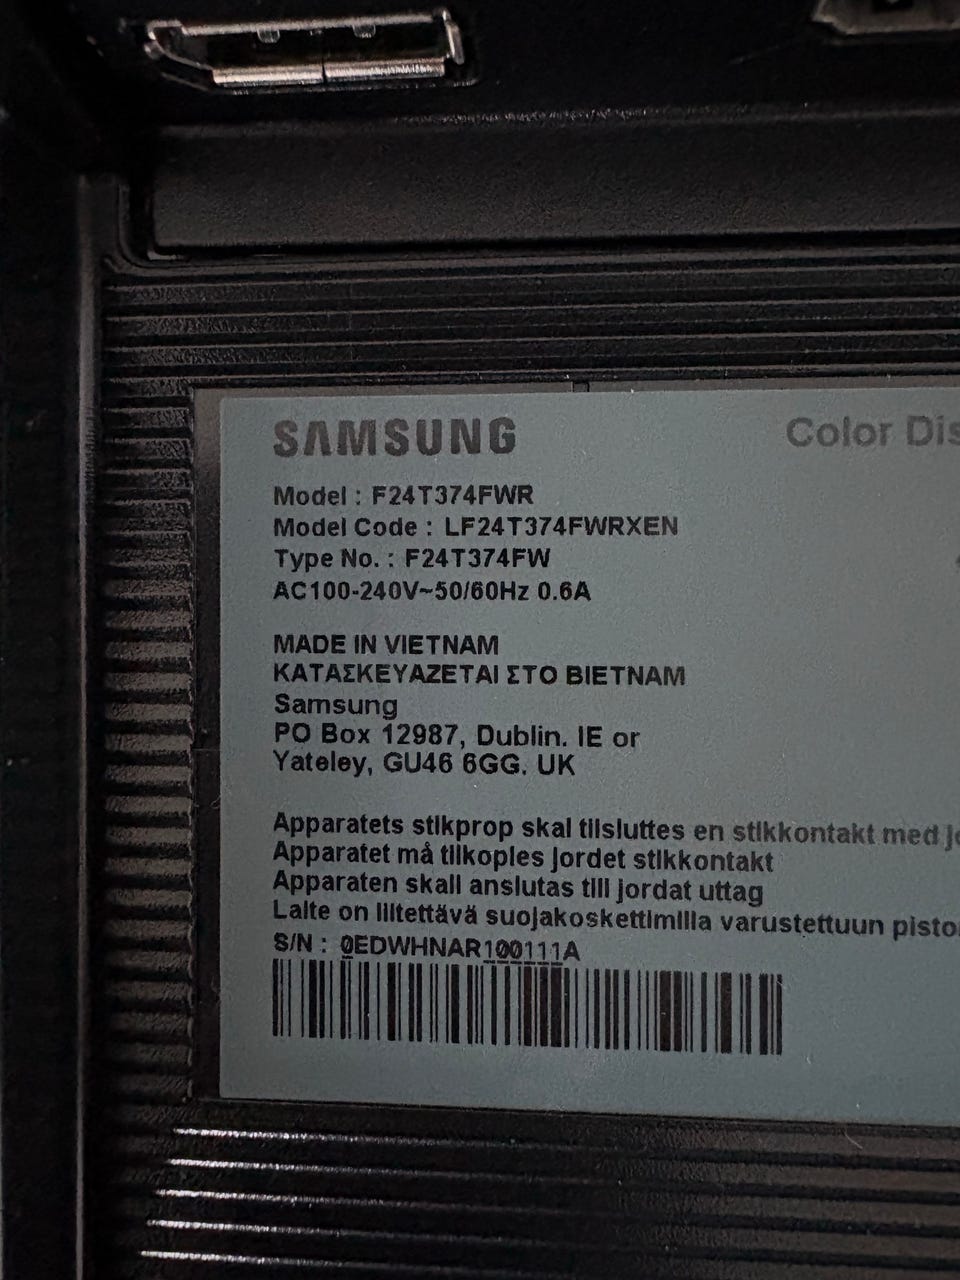 SAMSUNG
Color
Model : F24T374FWR
Model Code : LF24T374FWRXEN
Type No. : F24T374FW
AC100-240V~50/60Hz 0.6A
MADE IN VIETNAM
ΚΑΤΑΣΚΕΥΑΖΕΤΑΙ ΣΤΟ ΒΙΕΤΝΑΜ
Samsung
PO Box 12987, Dublin. IE or
Yateley, GU46 6GG. UK
Apparatets stikprop skal tilsluttes en stikkontakt med
Apparatet må tilkoples jordet stikkontakt
Apparaten skall anslutas till jordat uttag
Laite on liitettävä suojakoskettimilla varustettuun
S/N : 0EDWHNAR100111A